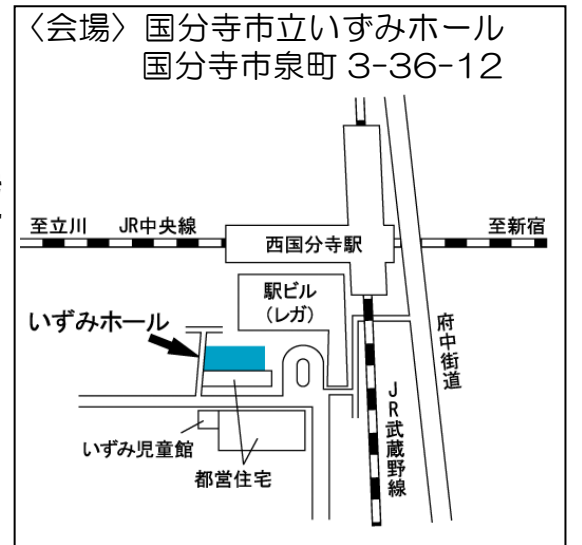 〈会場〉国分寺市立いずみホール
国分寺市泉町 3-36-12
至立川
JR中央線
西国分寺駅
至新宿
駅ビル
(レガ)
いずみホール
府中街道
JR武蔵野線
いずみ児童館
都営住宅